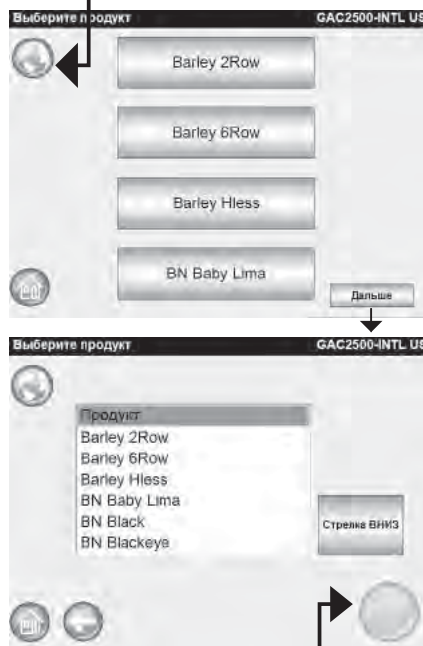 Выберите продукт GAC2500-INTL US
Barley 2Row
Barley 6Row
Barley Hless
BN Baby Lima
Дальше
Выберите продукт GAC2500-INTL US
Продукт
Barley 2Row
Barley 6Row
Barley Hless
BN Baby Lima
BN Black
BN Blackeye
Стрелка ВНИЗ